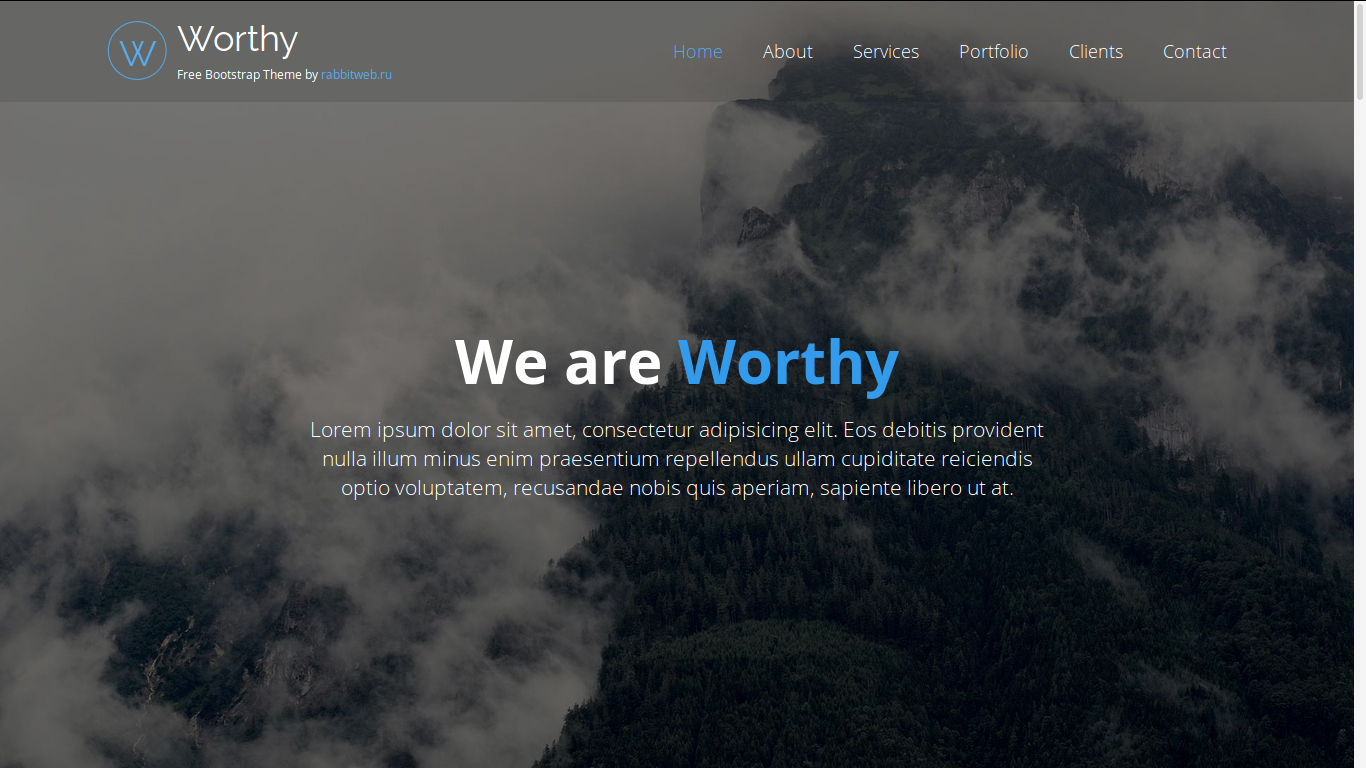 W
Worthy
Free Bootstrap Theme by rabbitweb.ru
Home About Services Portfolio Clients Contact
We are Worthy
Lorem ipsum dolor sit amet, consectetur adipisicing elit. Eos debitis provident
nulla illum minus enim praesentium repellendus ullam cupiditate reiciendis
optio voluptatem, recusandae nobis quis aperiam, sapiente libero ut at.